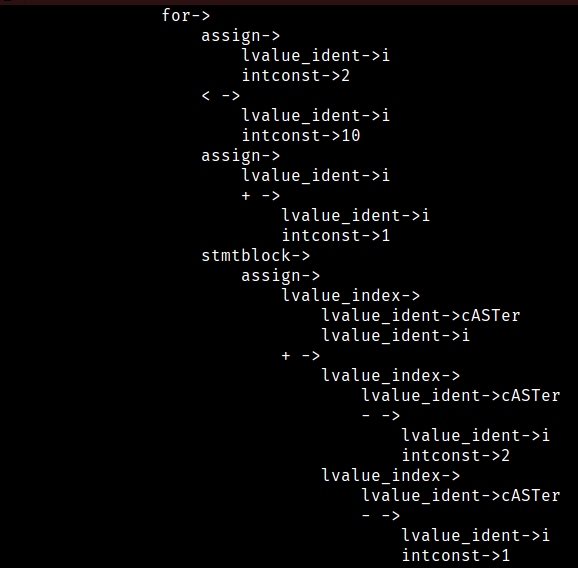 for->
assign->
lvalue_ident->i
intconst->2
< ->
lvalue_ident->i
intconst->10
assign->
lvalue_ident->i
+ ->
lvalue_ident->i
intconst->1
stmtblock->
assign->
lvalue_index->
lvalue_ident->cASTer
lvalue_ident->i
+ ->
lvalue_index->
lvalue_ident->cASTer
- ->
lvalue_ident->i
intconst->2
lvalue_index->
lvalue_ident->cASTer
- ->
lvalue_ident->i
intconst->1